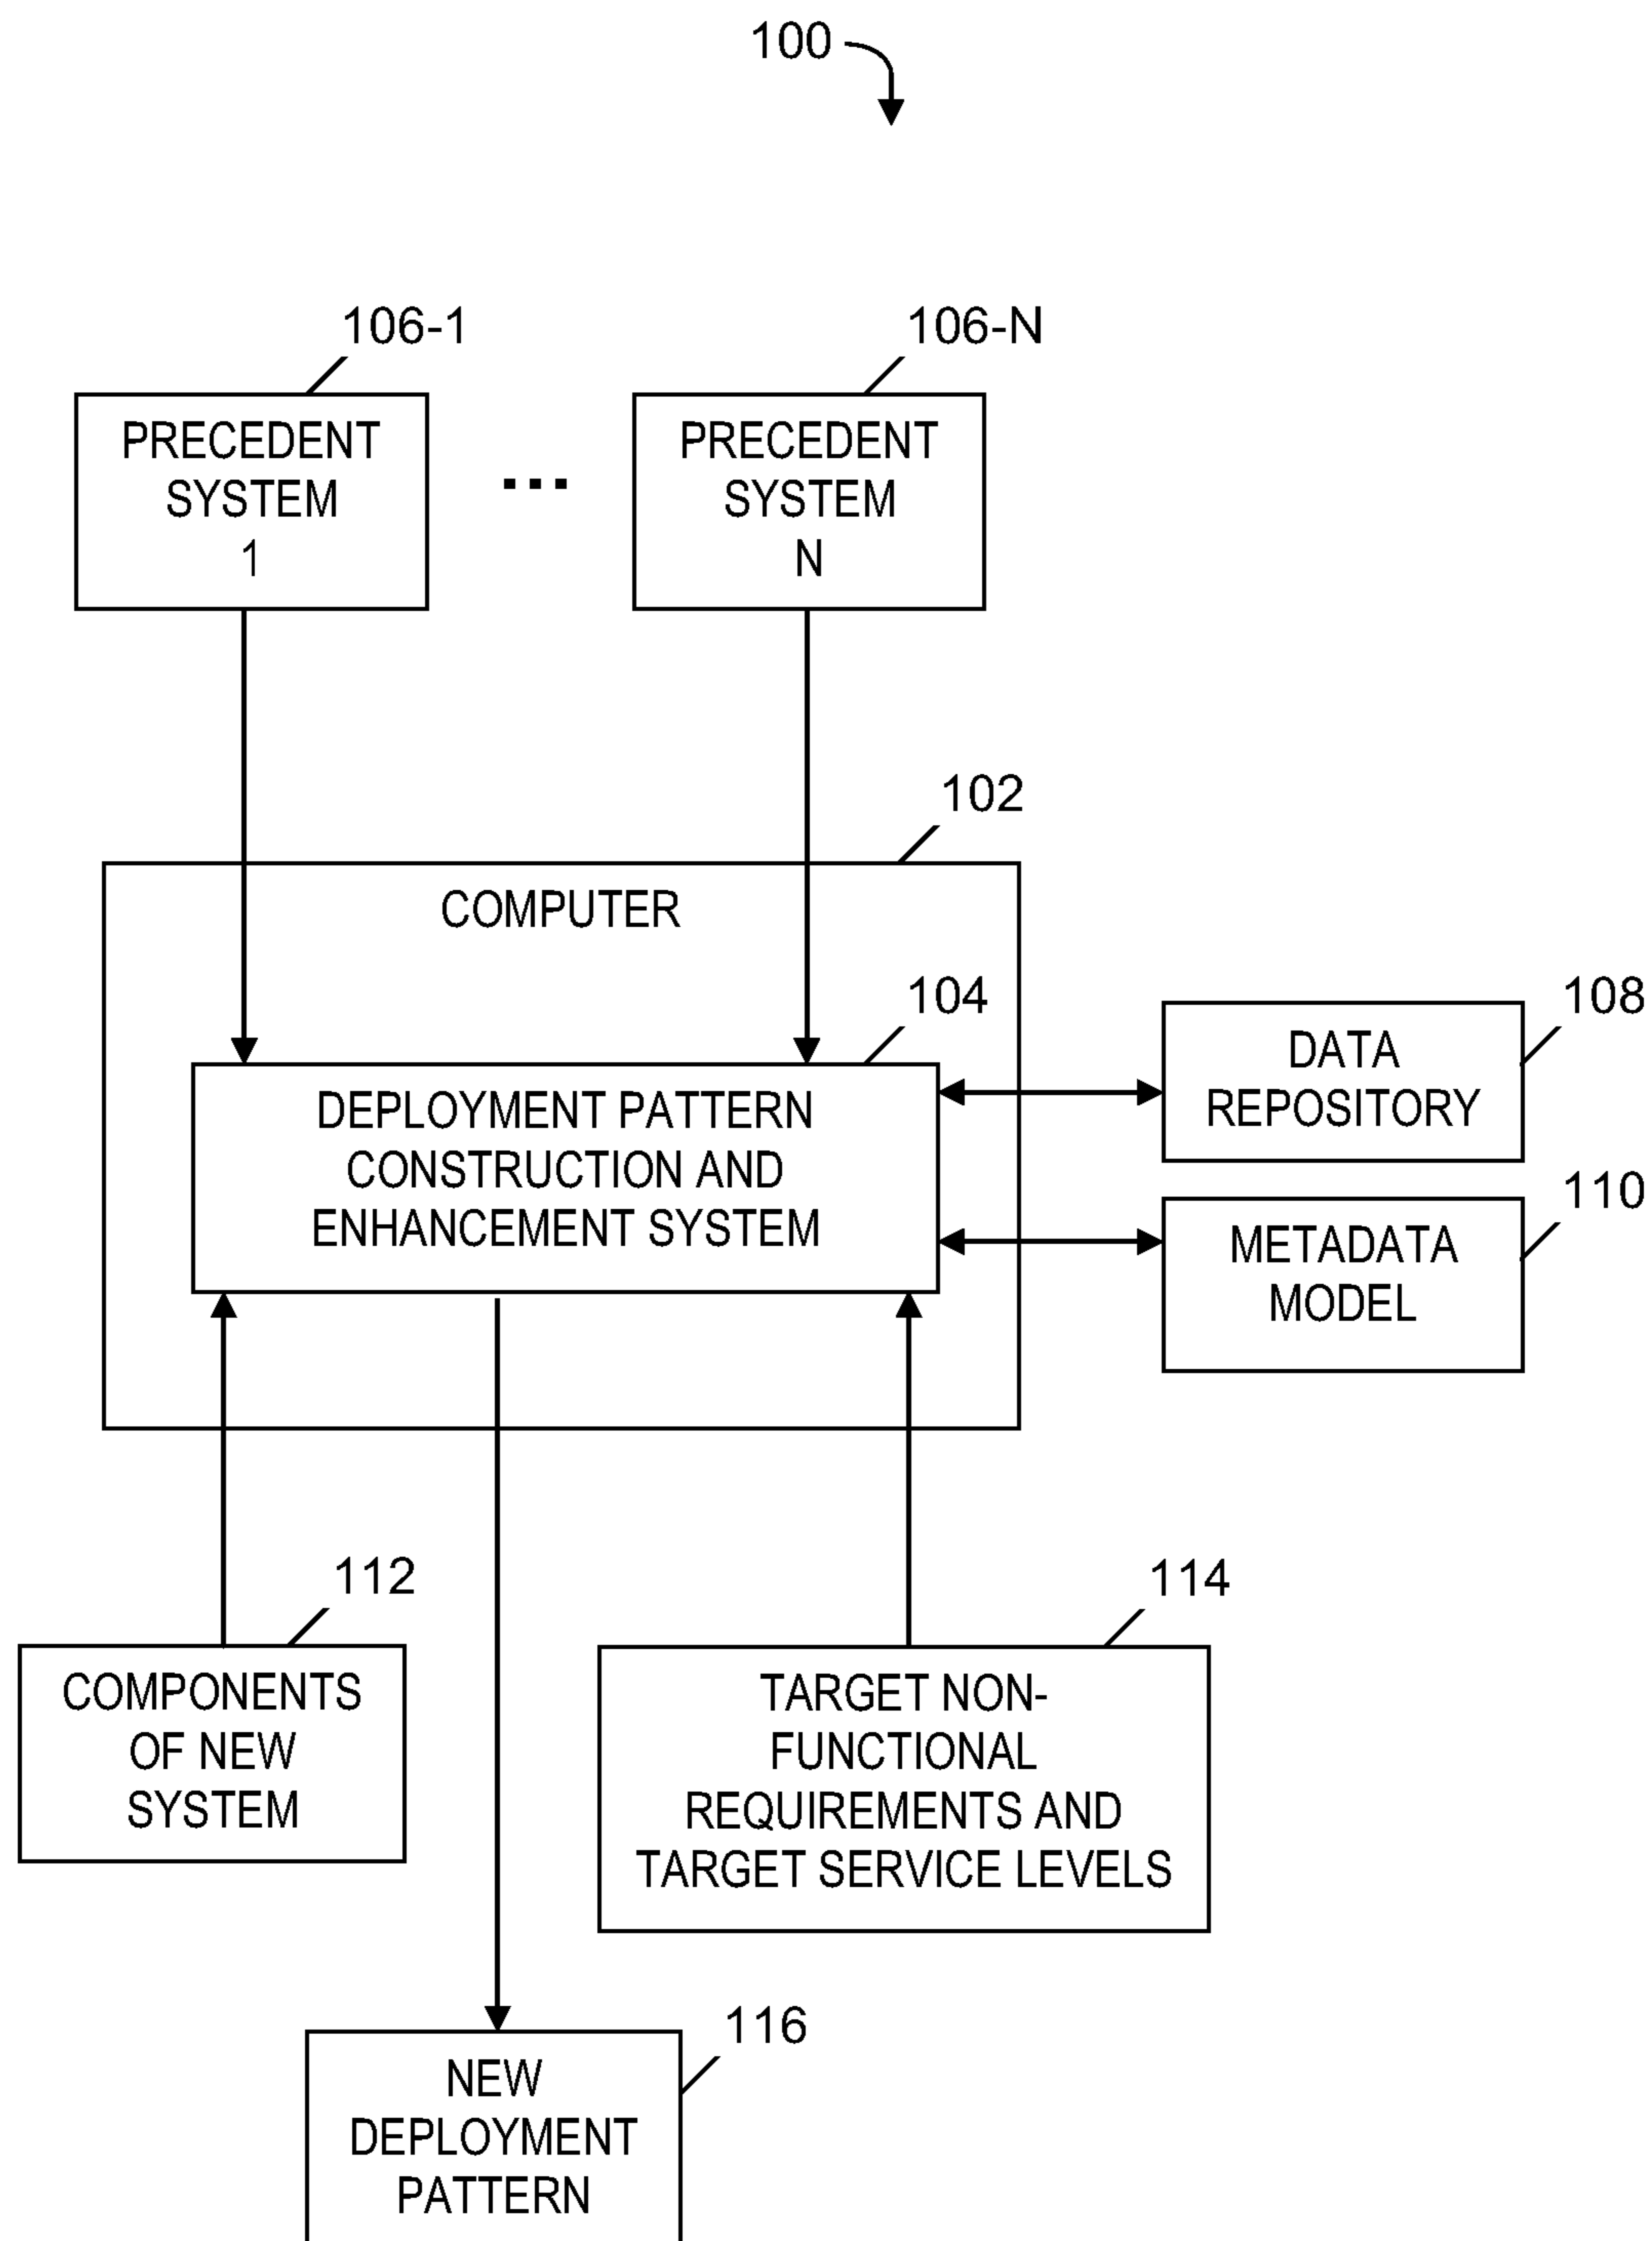 100
106-1
106-N
PRECEDENT
SYSTEM
1
...
PRECEDENT
SYSTEM
N
102
COMPUTER
104
DEPLOYMENT PATTERN
CONSTRUCTION AND
ENHANCEMENT SYSTEM
108
DATA
REPOSITORY
110
METADATA
MODEL
112
COMPONENTS
OF NEW
SYSTEM
114
TARGET NON-
FUNCTIONAL
REQUIREMENTS AND
TARGET SERVICE LEVELS
116
NEW
DEPLOYMENT
PATTERN